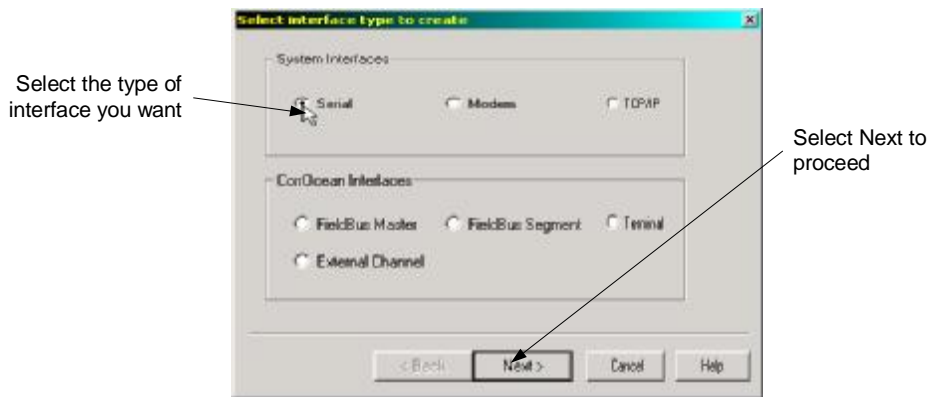 Select interface type to create
System Interfaces
Select the type of
interface you want
Serial
Modem
TCP/IP
Select Next to
proceed
ConOcean Interfaces
FieldBus Master
FieldBus Segment
Terminal
External Channel
< Back
Next >
Cancel
Help